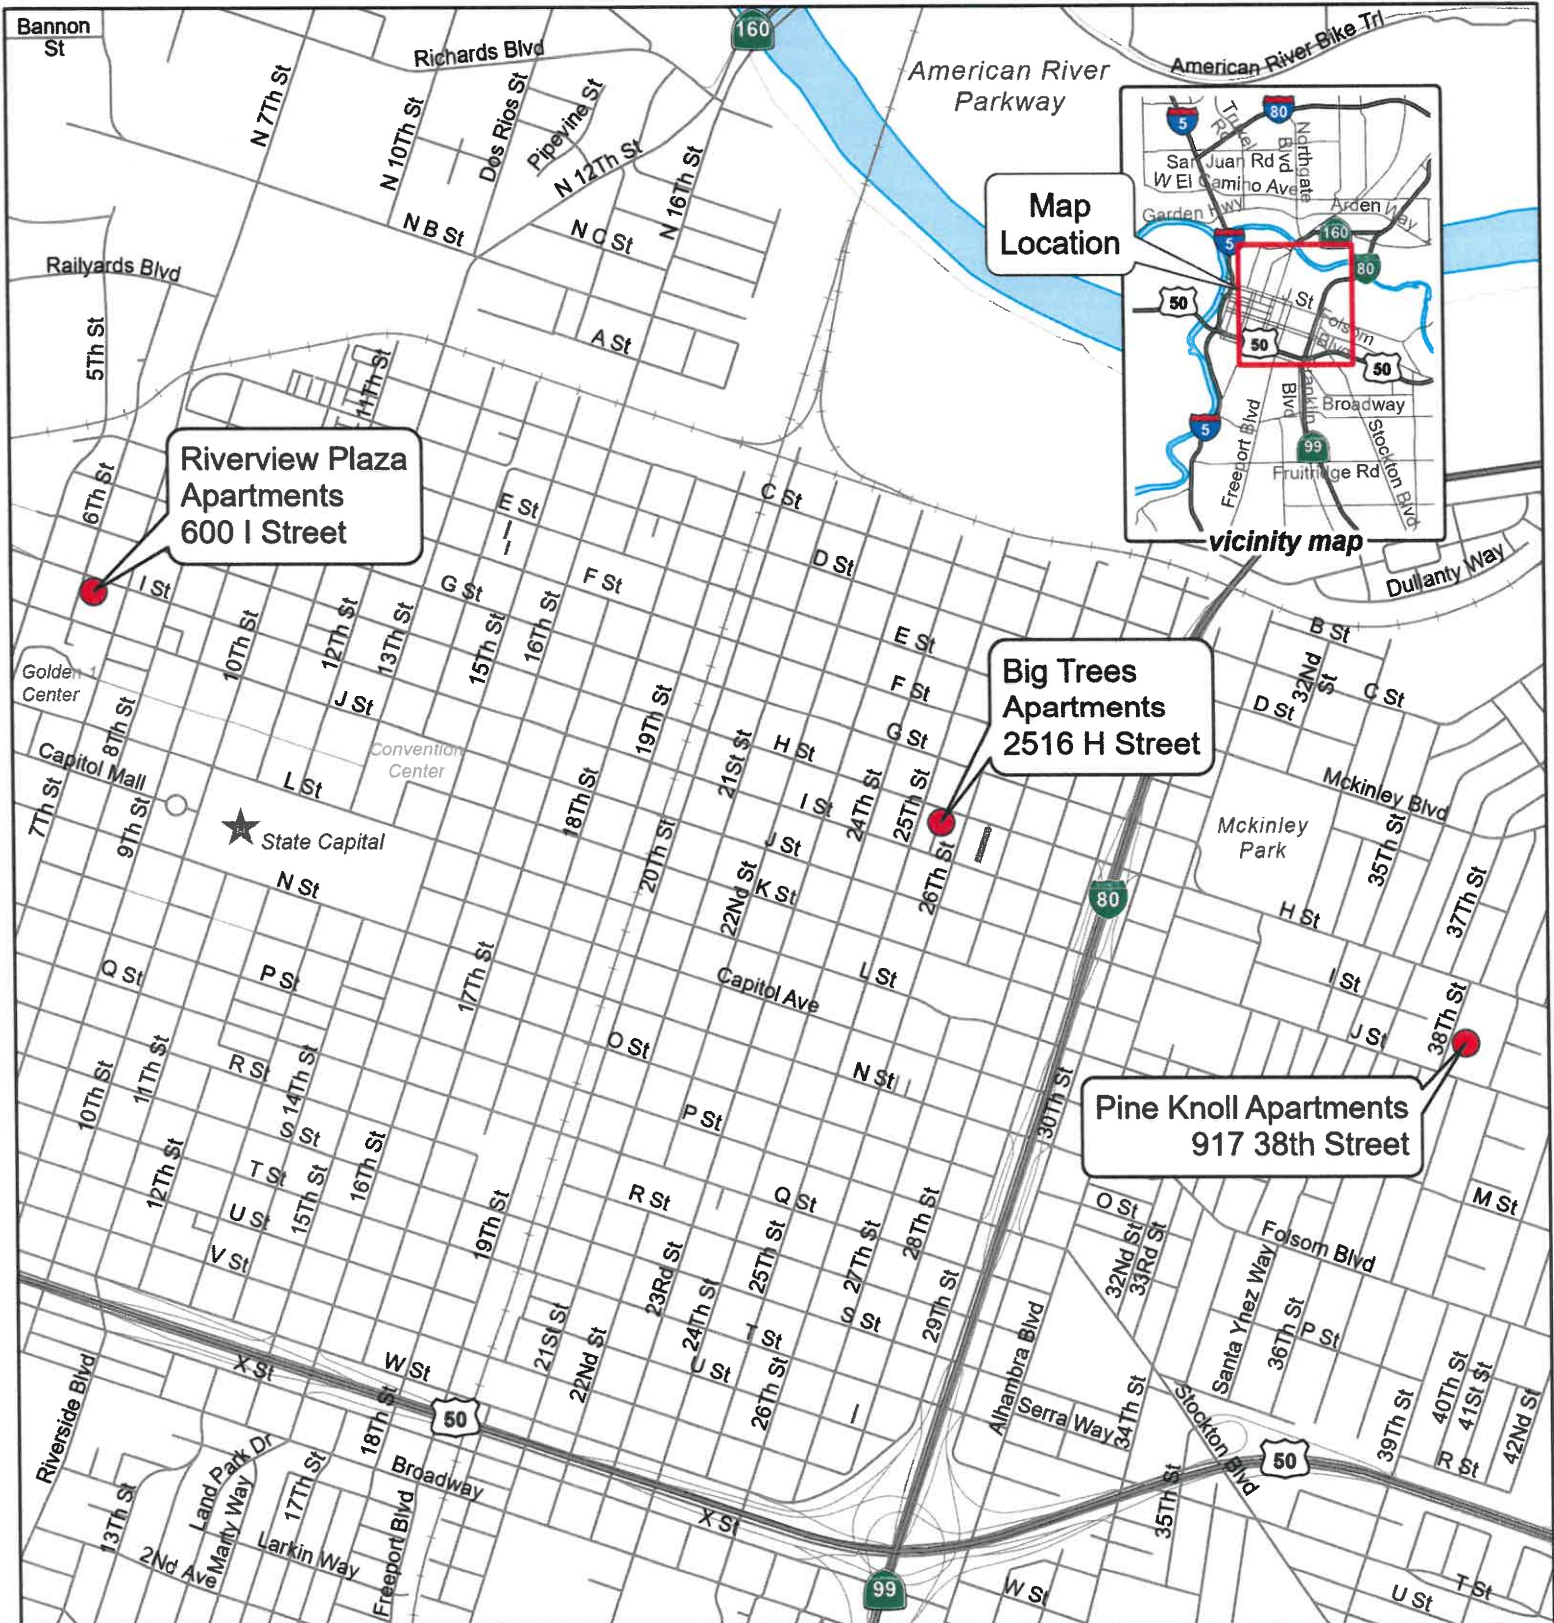 Bannon
St
Richards Blvd
160
American River Bike Trl
American River
Parkway
N 7Th St
N 10Th St
Dos Rios St
Pipevine St
N 12Th St
N 16Th St
N B St
N C St
Railyards Blvd
5Th St
A St
11Th St
5
80
Truxel
Rd
Northgate
Blvd
San Juan Rd
W El Camino Ave
Garden Hwy
Arden Way
160
5
80
50
St
Folsom
Blvd
50
50
Franklin
Blvd
Broadway
5
Freeport Blvd
99
Stockton Blvd
Fruitridge Rd
vicinity map
Map
Location
Riverview Plaza
Apartments
600 I Street
6Th St
E St
C St
D St
Dullanty Way
I St
G St
F St
10Th St
12Th St
13Th St
15Th St
16Th St
E St
B St
Big Trees
Apartments
2516 H Street
32Nd
St
C St
D St
Golden 1
Center
8Th St
J St
F St
G St
19Th St
21St St
H St
Convention
Center
Capitol Mall
L St
7Th St
9Th St
18Th St
I St
24Th St
25Th St
Mckinley Blvd
State Capital
20Th St
J St
26Th St
Mckinley
Park
35Th St
N St
22Nd St
K St
80
H St
37Th St
Q St
P St
17Th St
Capitol Ave
L St
I St
J St
38Th St
10Th St
11Th St
R St
14Th St
O St
N St
30Th St
Pine Knoll Apartments
917 38th Street
S St
P St
12Th St
T St
15Th St
16Th St
U St
V St
19Th St
R St
Q St
28Th St
O St
M St
23Rd St
25Th St
27Th St
32Nd St
33Rd St
Folsom Blvd
Santa Ynez Way
24Th St
29Th St
S St
T St
U St
21St St
22Nd St
26Th St
Alhambra Blvd
36Th St
P St
X St
W St
Riverside Blvd
18Th St
50
Serra Way
34Th St
Stockton Blvd
39Th St
40Th St
41St St
42Nd St
R St
50
Land Park Dr
Marty Way
17Th St
Broadway
13Th St
2Nd Ave
Larkin Way
Freeport Blvd
X St
35Th St
99
W St
U St
T St